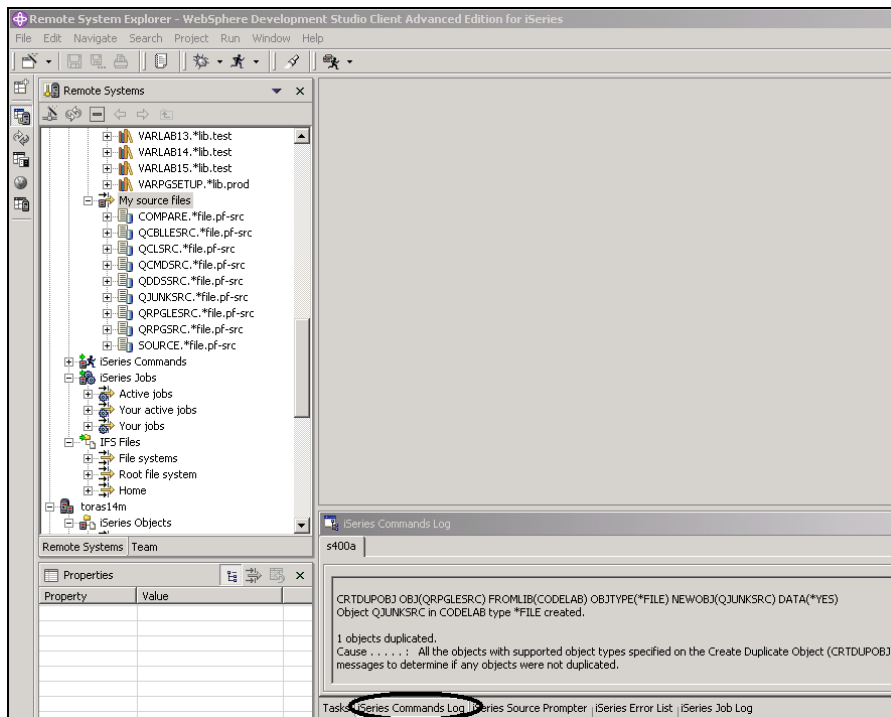 Remote System Explorer - WebSphere Development Studio Client Advanced Edition for iSeries
File Edit Navigate Search Project Run Window Help
Remote Systems
VARLAB13.*lib.test
VARLAB14.*lib.test
VARLAB15.*lib.test
VARPGSETUP.*lib.prod
My source files
COMPARE.*file.pf-src
QCBLLESRC.*file.pf-src
QCLSRC.*file.pf-src
QCMDSRC.*file.pf-src
QDDSSRC.*file.pf-src
QJUNKSRC.*file.pf-src
QRPGLESRC.*file.pf-src
QRPGSRC.*file.pf-src
SOURCE.*file.pf-src
iSeries Commands
iSeries Jobs
Active jobs
Your active jobs
Your jobs
IFS Files
File systems
Root file system
Home
toras14m
iSeries Objects
Remote Systems Team
Properties
Property Value
iSeries Commands Log
s400a
CRTDUPOBJ OBJ(QRPGLESRC) FROMLIB(CODELAB) OBJTYPE(*FILE) NEWOBJ(QJUNKSRC) DATA(*YES)
Object QJUNKSRC in CODELAB type *FILE created.
1 objects duplicated.
Cause . . . . . : All the objects with supported object types specified on the Create Duplicate Object (CRTDUPOBJ
messages to determine if any objects were not duplicated.
Tasks iSeries Commands Log iSeries Source Prompter iSeries Error List iSeries Job Log